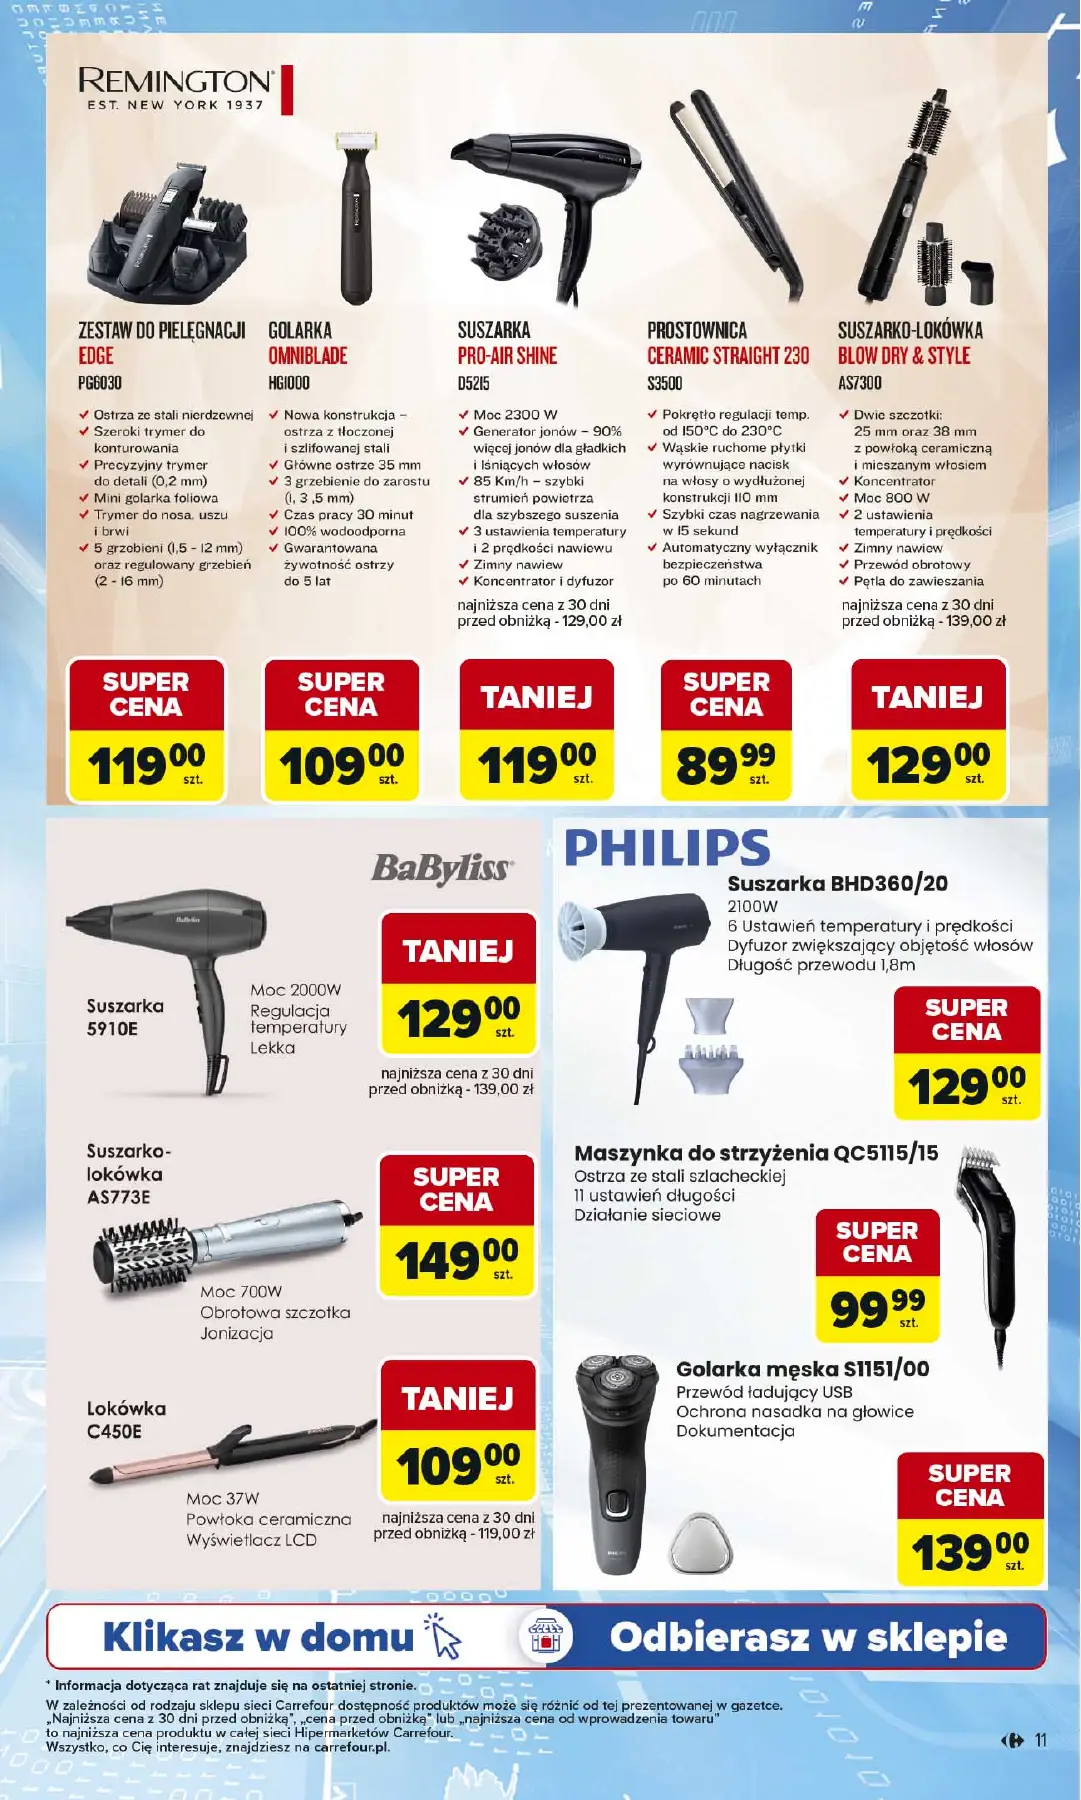 REMINGTON
EST. NEW YORK 1937
ZESTAW DO PIELĘGNACJI
EDGE
PG6030
✓ Ostrza ze stali nierdzewnej
✓ Szeroki trymer do
konturowania
✓ Precyzyjny trymer
do detali (0,2 mm)
✓ Mini golarka foliowa
✓ Trymer do nosa, uszu
i brwi
✓ 5 grzebieni (1,5 - 12 mm)
oraz regulowany grzebień
(2 - 16 mm)
SUPER
CENA
119 00
szt.
GOLARKA
OMNIBLADE
HG1000
✓ Nowa konstrukcja –
ostrza z tłoczonej
i szlifowanej stali
✓ Główne ostrze 35 mm
✓ 3 grzebienie do zarostu
(1, 3 ,5 mm)
✓ Czas pracy 30 minut
✓ 100% wodoodporna
✓ Gwarantowana
żywotność ostrzy
do 5 lat
SUPER
CENA
109 00
szt.
SUSZARKA
PRO-AIR SHINE
D5215
✓ Moc 2300 W
✓ Generator jonów – 90%
więcej jonów dla gładkich
i lśniących włosów
✓ 85 Km/h – szybki
strumień powietrza
dla szybszego suszenia
✓ 3 ustawienia temperatury
i 2 prędkości nawiewu
✓ Zimny nawiew
✓ Koncentrator i dyfuzor
najniższa cena z 30 dni
przed obniżką - 129,00 zł
TANIEJ
119 00
szt.
PROSTOWNICA
CERAMIC STRAIGHT 230
S3500
✓ Pokrętło regulacji temp.
od 150°C do 230°C
✓ Wąskie ruchome płytki
wyrównujące nacisk
na włosy o wydłużonej
konstrukcji 110 mm
✓ Szybki czas nagrzewania
w 15 sekund
✓ Automatyczny wyłącznik
bezpieczeństwa
po 60 minutach
SUPER
CENA
89 99
szt.
SUSZARKO-LOKÓWKA
BLOW DRY & STYLE
AS7300
✓ Dwie szczotki:
25 mm oraz 38 mm
z powłoką ceramiczną
i mieszanym włosiem
✓ Koncentrator
✓ Moc 800 W
✓ 2 ustawienia
temperatury i prędkości
✓ Zimny nawiew
✓ Przewód obrotowy
✓ Pętla do zawieszania
najniższa cena z 30 dni
przed obniżką - 139,00 zł
TANIEJ
129 00
szt.
BaByliss
Suszarka
5910E
Moc 2000W
Regulacja
temperatury
Lekka
TANIEJ
129 00
szt.
najniższa cena z 30 dni
przed obniżką - 139,00 zł
Suszarko-
lokówka
AS773E
Moc 700W
Obrotowa szczotka
Jonizacja
SUPER
CENA
149 00
szt.
Lokówka
C450E
Moc 37W
Powłoka ceramiczna
Wyświetlacz LCD
TANIEJ
109 00
szt.
najniższa cena z 30 dni
przed obniżką - 119,00 zł
PHILIPS
Suszarka BHD360/20
2100W
6 Ustawień temperatury i prędkości
Dyfuzor zwiększający objętość włosów
Długość przewodu 1,8m
SUPER
CENA
129 00
szt.
Maszynka do strzyżenia QC5115/15
Ostrza ze stali szlacheckiej
11 ustawień długości
Działanie sieciowe
SUPER
CENA
99 99
szt.
Golarka męska S1151/00
Przewód ładujący USB
Ochrona nasadka na głowice
Dokumentacja
SUPER
CENA
139 00
szt.
Klikasz w domu
Odbierasz w sklepie
* Informacja dotycząca rat znajduje się na ostatniej stronie.
W zależności od rodzaju sklepu sieci Carrefour dostępność produktów może się różnić od tej prezentowanej w gazetce.
„Najniższa cena z 30 dni przed obniżką”, „cena przed obniżką” lub „najniższa cena od wprowadzenia towaru”
to najniższa cena produktu w całej sieci Hipermarketów Carrefour.
Wszystko, co Cię interesuje, znajdziesz na carrefour.pl.
11